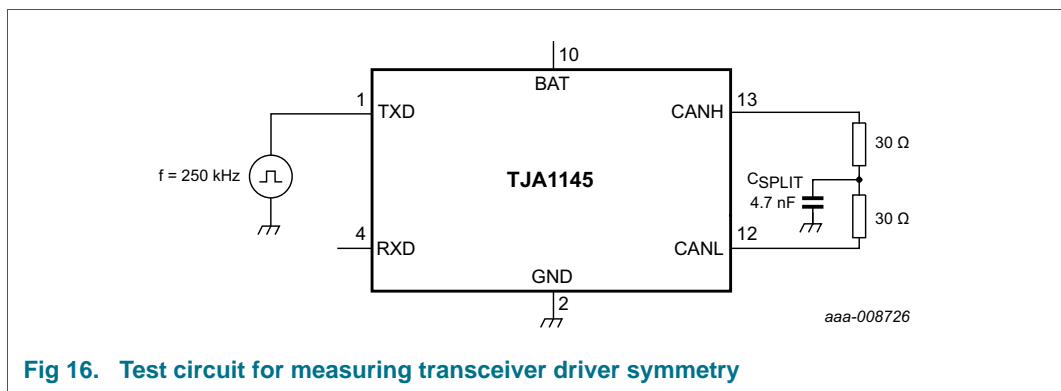 10
BAT
1
TXD
CANH
13
30 Ω
f = 250 kHz
TJA1145
CSPLIT
4.7 nF
30 Ω
4
RXD
CANL
12
GND
2
aaa-008726
Fig 16. Test circuit for measuring transceiver driver symmetry